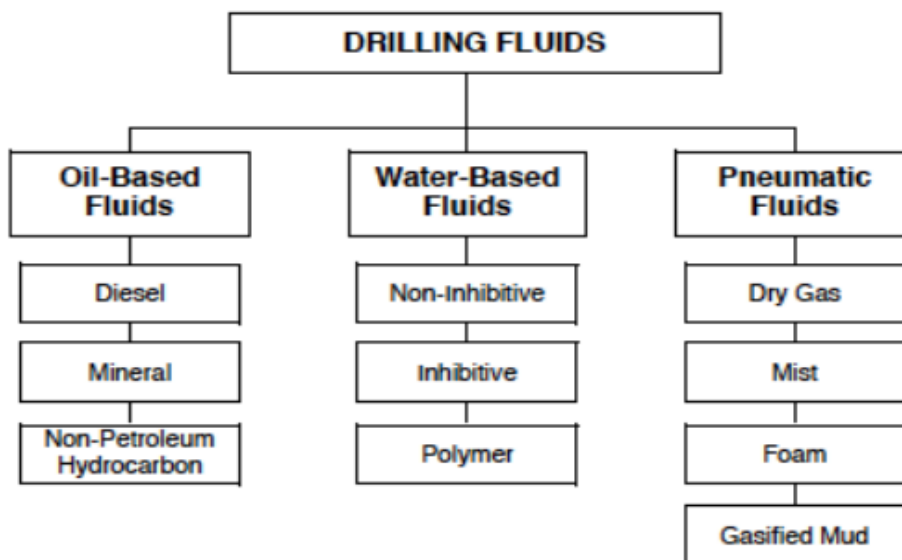 DRILLING FLUIDS
Oil-Based
Fluids
Diesel
Mineral
Non-Petroleum
Hydrocarbon
Water-Based
Fluids
Non-Inhibitive
Inhibitive
Polymer
Pneumatic
Fluids
Dry Gas
Mist
Foam
Gasified Mud